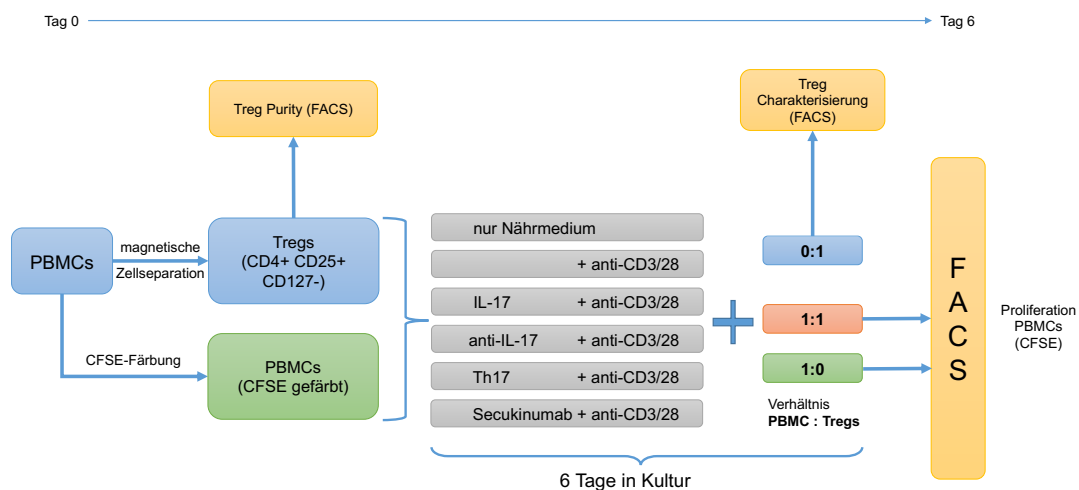 Tag 0
Tag 6
Treg Purity (FACS)
Treg
Charakterisierung
(FACS)
PBMCs
magnetische
Zellseparation
Tregs
(CD4+ CD25+
CD127-)
CFSE-Färbung
PBMCs
(CFSE gefärbt)
nur Nährmedium
+ anti-CD3/28
IL-17 + anti-CD3/28
anti-IL-17 + anti-CD3/28
Th17 + anti-CD3/28
Secukinumab + anti-CD3/28
0:1
1:1
1:0
Verhältnis
PBMC : Tregs
6 Tage in Kultur
F
A
C
S
Proliferation
PBMCs
(CFSE)